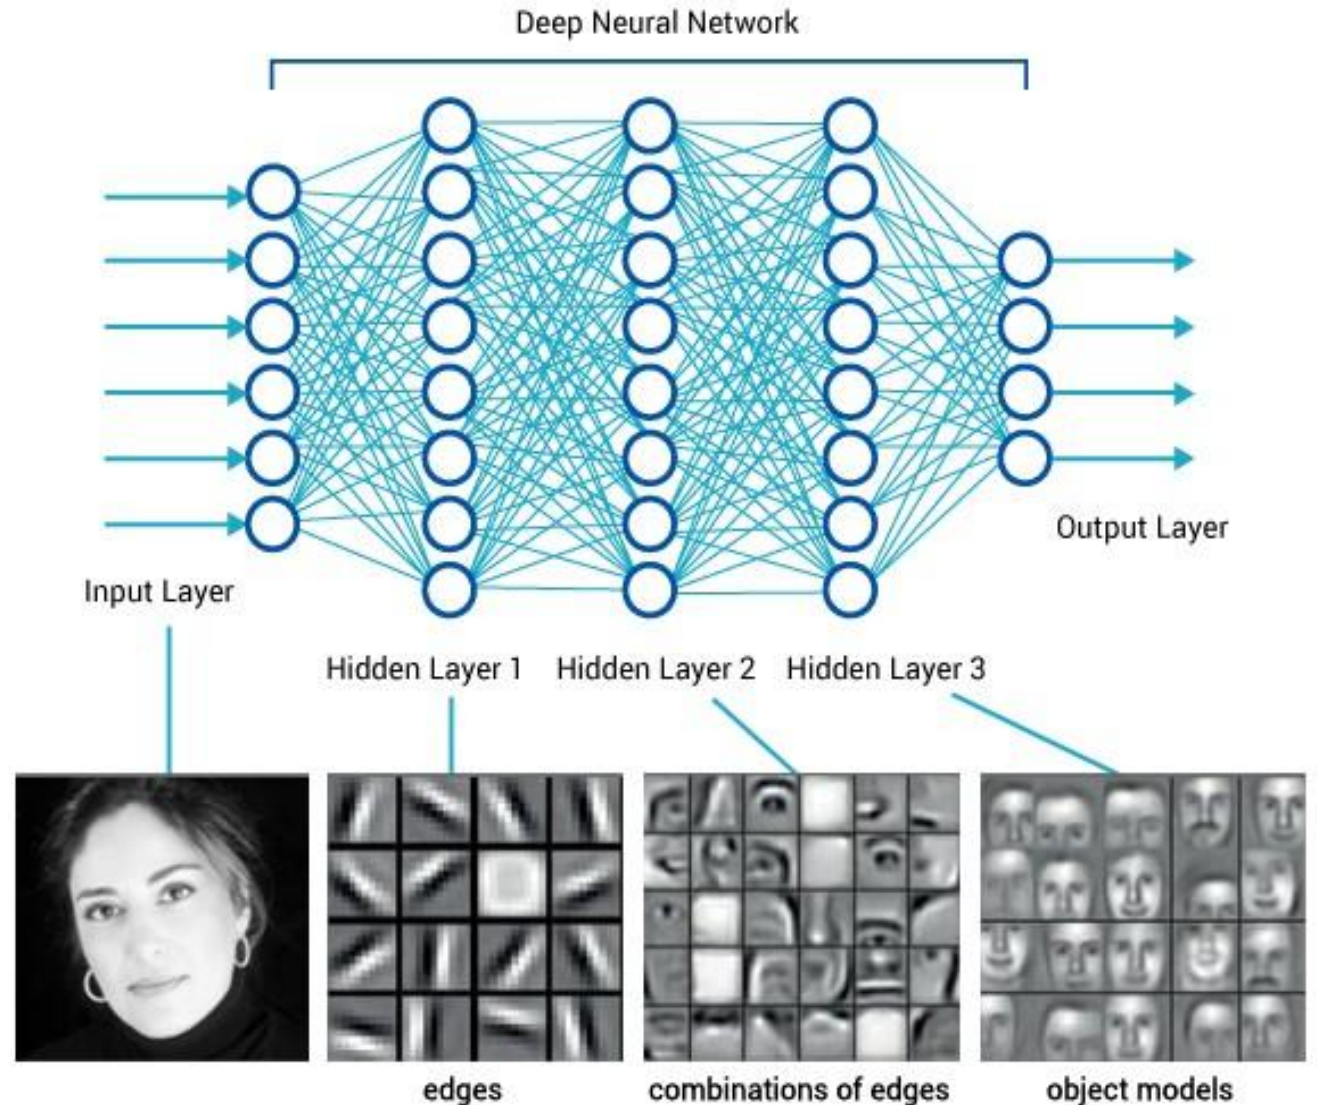 Deep Neural Network
Output Layer
Input Layer
Hidden Layer 1
Hidden Layer 2
Hidden Layer 3
edges
combinations of edges
object models